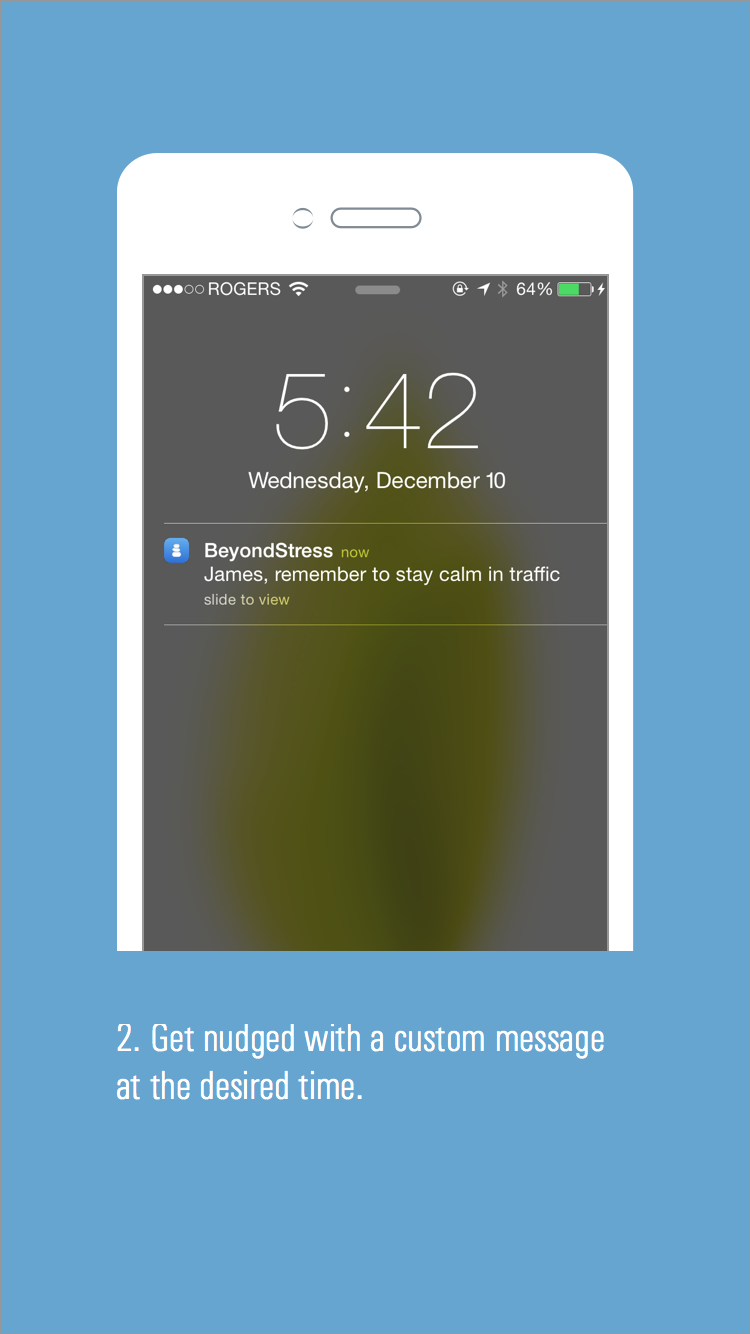 ROGERS 64%
5:42
Wednesday, December 10
BeyondStress now
James, remember to stay calm in traffic
slide to view
2. Get nudged with a custom message
at the desired time.